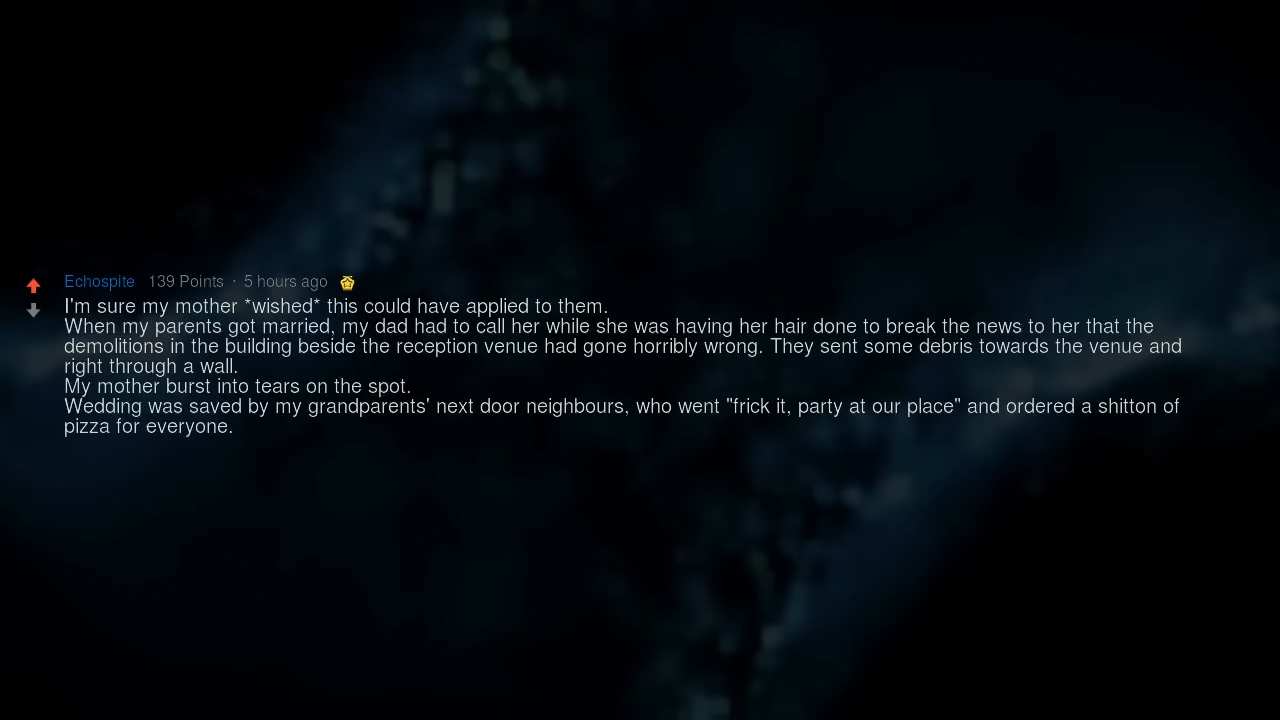 Echospite 139 Points · 5 hours ago
I'm sure my mother *wished* this could have applied to them.
When my parents got married, my dad had to call her while she was having her hair done to break the news to her that the
demolitions in the building beside the reception venue had gone horribly wrong. They sent some debris towards the venue and
right through a wall.
My mother burst into tears on the spot.
Wedding was saved by my grandparents' next door neighbours, who went "frick it, party at our place" and ordered a shitton of
pizza for everyone.